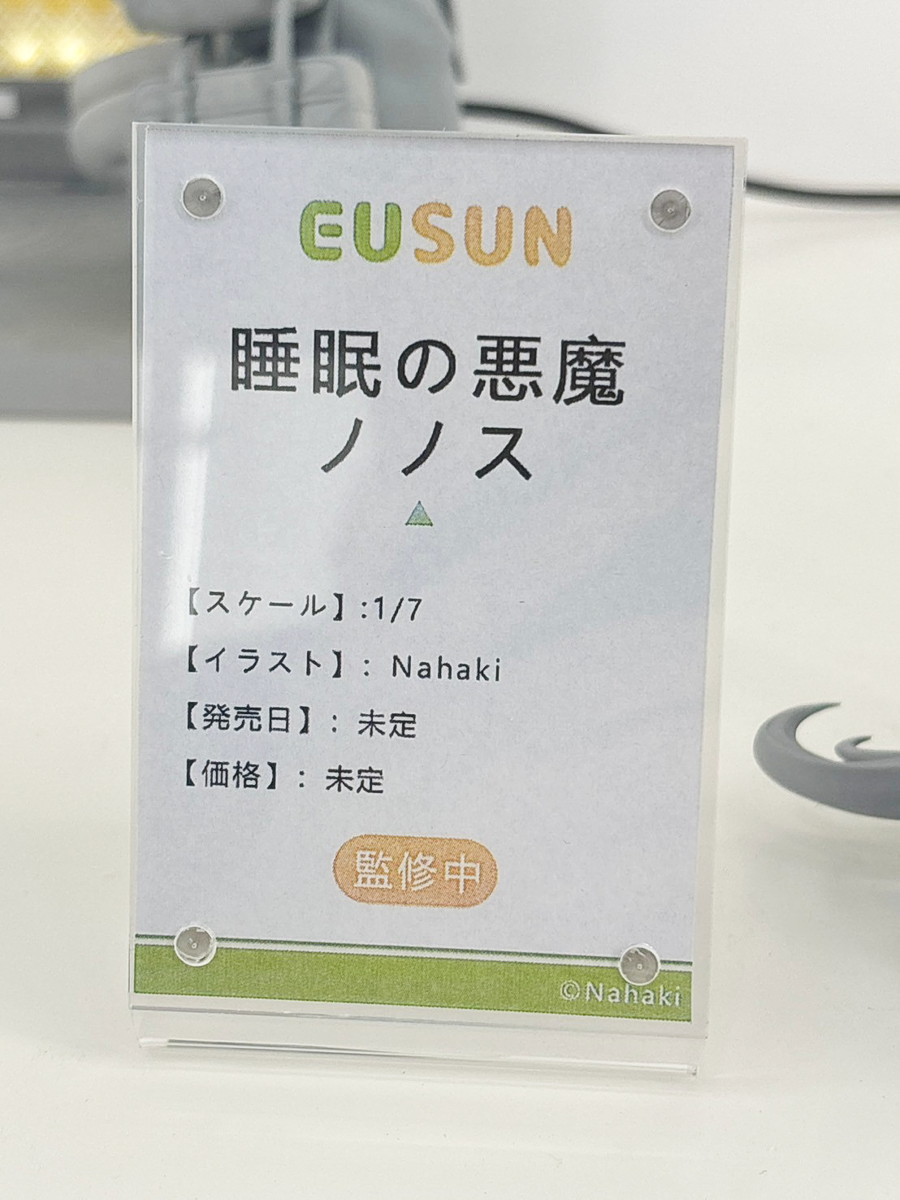 EUSUN
睡眠の悪魔
ノノス
【スケール】:1/7
【イラスト】: Nahaki
【発売日】: 未定
【価格】: 未定
監修中
©Nahaki